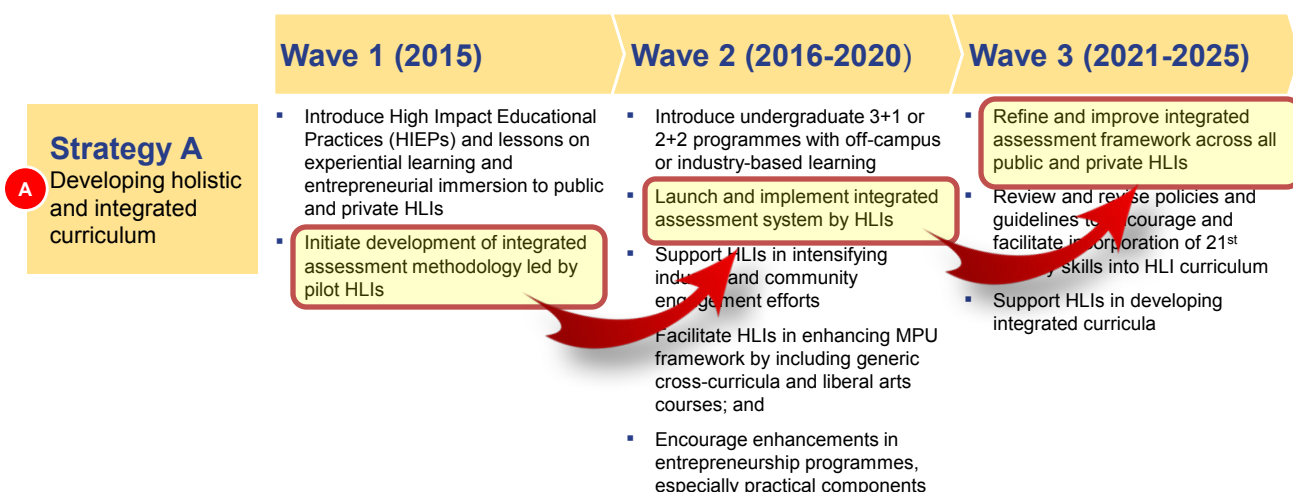 Wave 1 (2015)
Wave 2 (2016-2020)
Wave 3 (2021-2025)
Strategy A
A
Developing holistic
and integrated
curriculum
▪ Introduce High Impact Educational
Practices (HIEPs) and lessons on
experiential learning and
entrepreneurial immersion to public
and private HLIs
▪ Initiate development of integrated
assessment methodology led by
pilot HLIs
▪ Introduce undergraduate 3+1 or
2+2 programmes with off-campus
or industry-based learning
▪ Launch and implement integrated
assessment system by HLIs
▪ Support HLIs in intensifying
and community
engagement efforts
Facilitate HLIs in enhancing MPU
framework by including generic
cross-curricula and liberal arts
courses; and
▪ Encourage enhancements in
entrepreneurship programmes,
especially practical components
▪ Refine and improve integrated
assessment framework across all
public and private HLIs
▪ Review and revise policies and
guidelines to encourage and
facilitate incorporation of 21st
skills into HLI curriculum
▪ Support HLIs in developing
integrated curricula